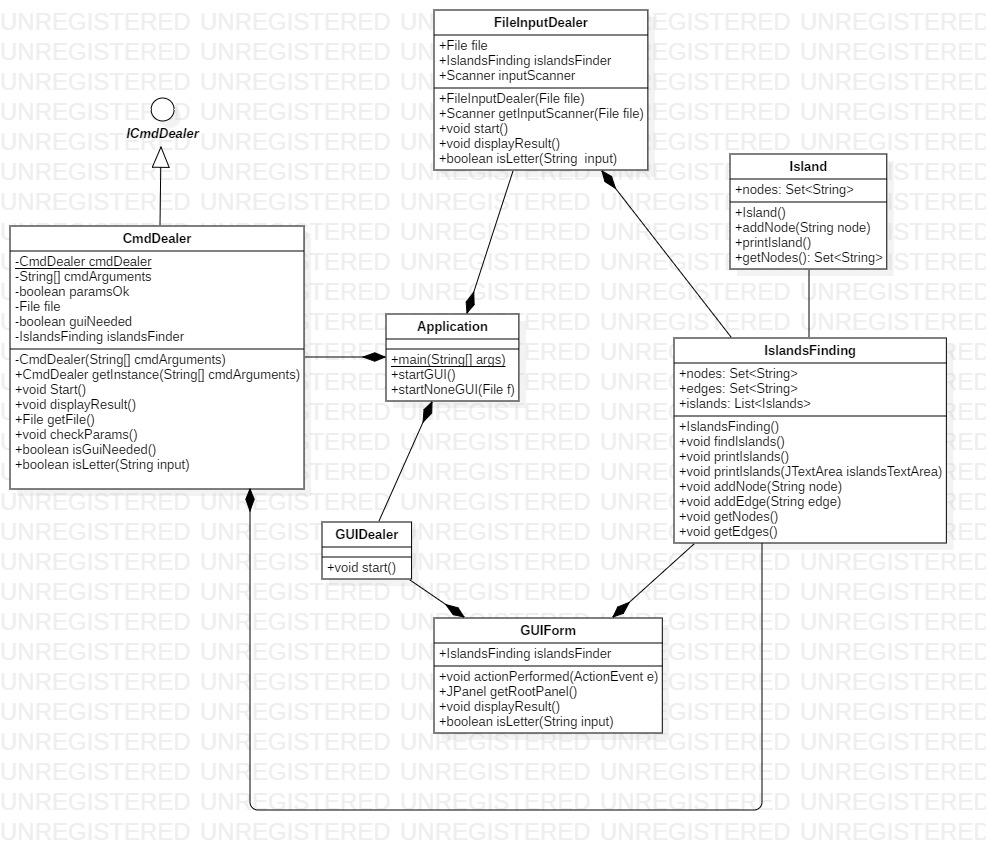 FileInputDealer
+File file
+IslandsFinding islandsFinder
+Scanner inputScanner
+FileInputDealer(File file)
+Scanner getInputScanner(File file)
+void start()
+void displayResult()
+boolean isLetter(String  input)
ICmdDealer
Island
+nodes: Set<String>
+Island()
+addNode(String node)
+printIsland()
+getNodes(): Set<String>
CmdDealer
-CmdDealer cmdDealer
-String[] cmdArguments
-boolean paramsOk
-File file
-boolean guiNeeded
-IslandsFinding islandsFinder
-CmdDealer(String[] cmdArguments)
+CmdDealer getInstance(String[] cmdArguments)
+void Start()
+void displayResult()
+File getFile()
+void checkParams()
+boolean isGuiNeeded()
+boolean isLetter(String input)
Application
+main(String[] args)
+startGUI()
+startNoneGUI(File f)
IslandsFinding
+nodes: Set<String>
+edges: Set<String>
+islands: List<Islands>
+IslandsFinding()
+void findIslands()
+void printIslands()
+void printIslands(JTextArea islandsTextArea)
+void addNode(String node)
+void addEdge(String edge)
+void getNodes()
+void getEdges()
GUIDealer
+void start()
GUIForm
+IslandsFinding islandsFinder
+void actionPerformed(ActionEvent e)
+JPanel getRootPanel()
+void displayResult()
+boolean isLetter(String input)
UNREGISTERED